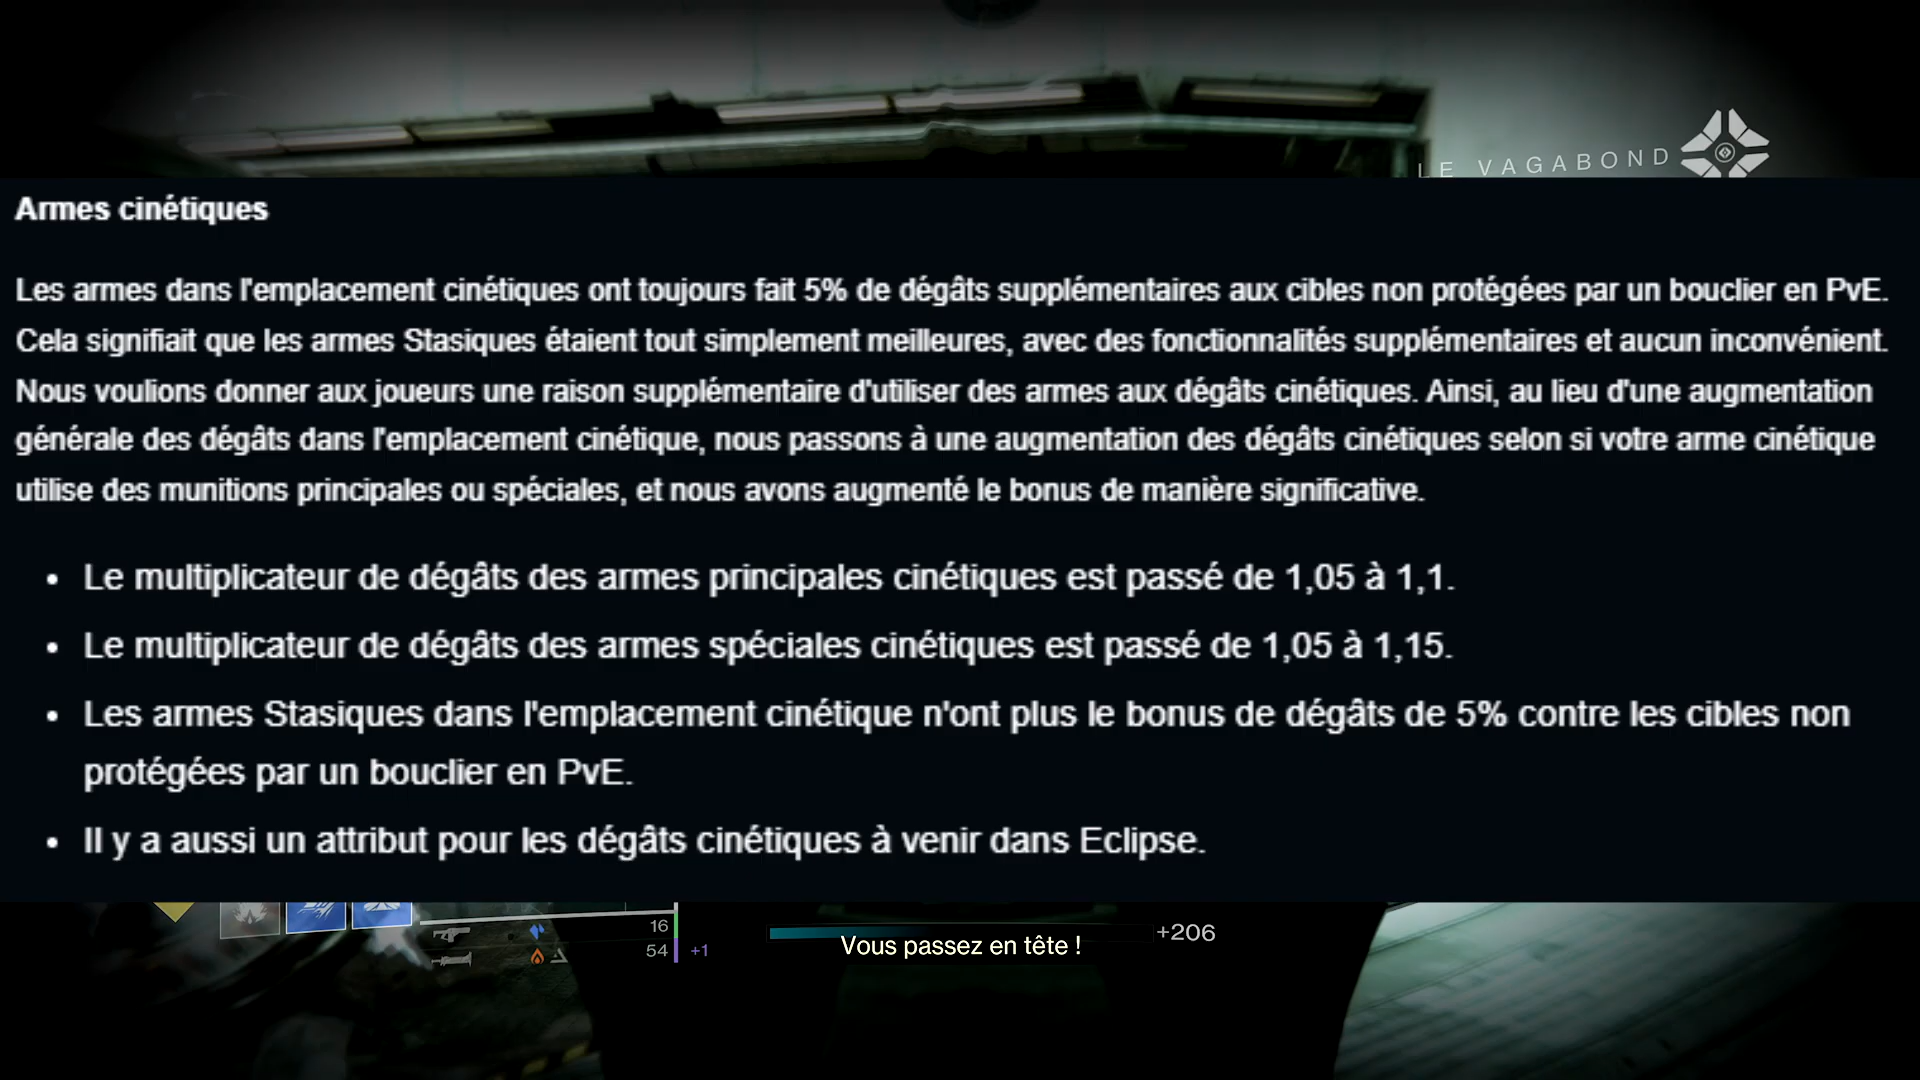 LE VAGABOND
Armes cinétiques
Les armes dans l'emplacement cinétiques ont toujours fait 5% de dégâts supplémentaires aux cibles non protégées par un bouclier en PvE.
Cela signifiait que les armes Stasiques étaient tout simplement meilleures, avec des fonctionnalités supplémentaires et aucun inconvénient.
Nous voulions donner aux joueurs une raison supplémentaire d'utiliser des armes aux dégâts cinétiques. Ainsi, au lieu d'une augmentation
générale des dégâts dans l'emplacement cinétique, nous passons à une augmentation des dégâts cinétiques selon si votre arme cinétique
utilise des munitions principales ou spéciales, et nous avons augmenté le bonus de manière significative.
• Le multiplicateur de dégâts des armes principales cinétiques est passé de 1,05 à 1,1.
• Le multiplicateur de dégâts des armes spéciales cinétiques est passé de 1,05 à 1,15.
• Les armes Stasiques dans l'emplacement cinétique n'ont plus le bonus de dégâts de 5% contre les cibles non
protégées par un bouclier en PvE.
• Il y a aussi un attribut pour les dégâts cinétiques à venir dans Eclipse.
16
54 +1
Vous passez en tête !
+206